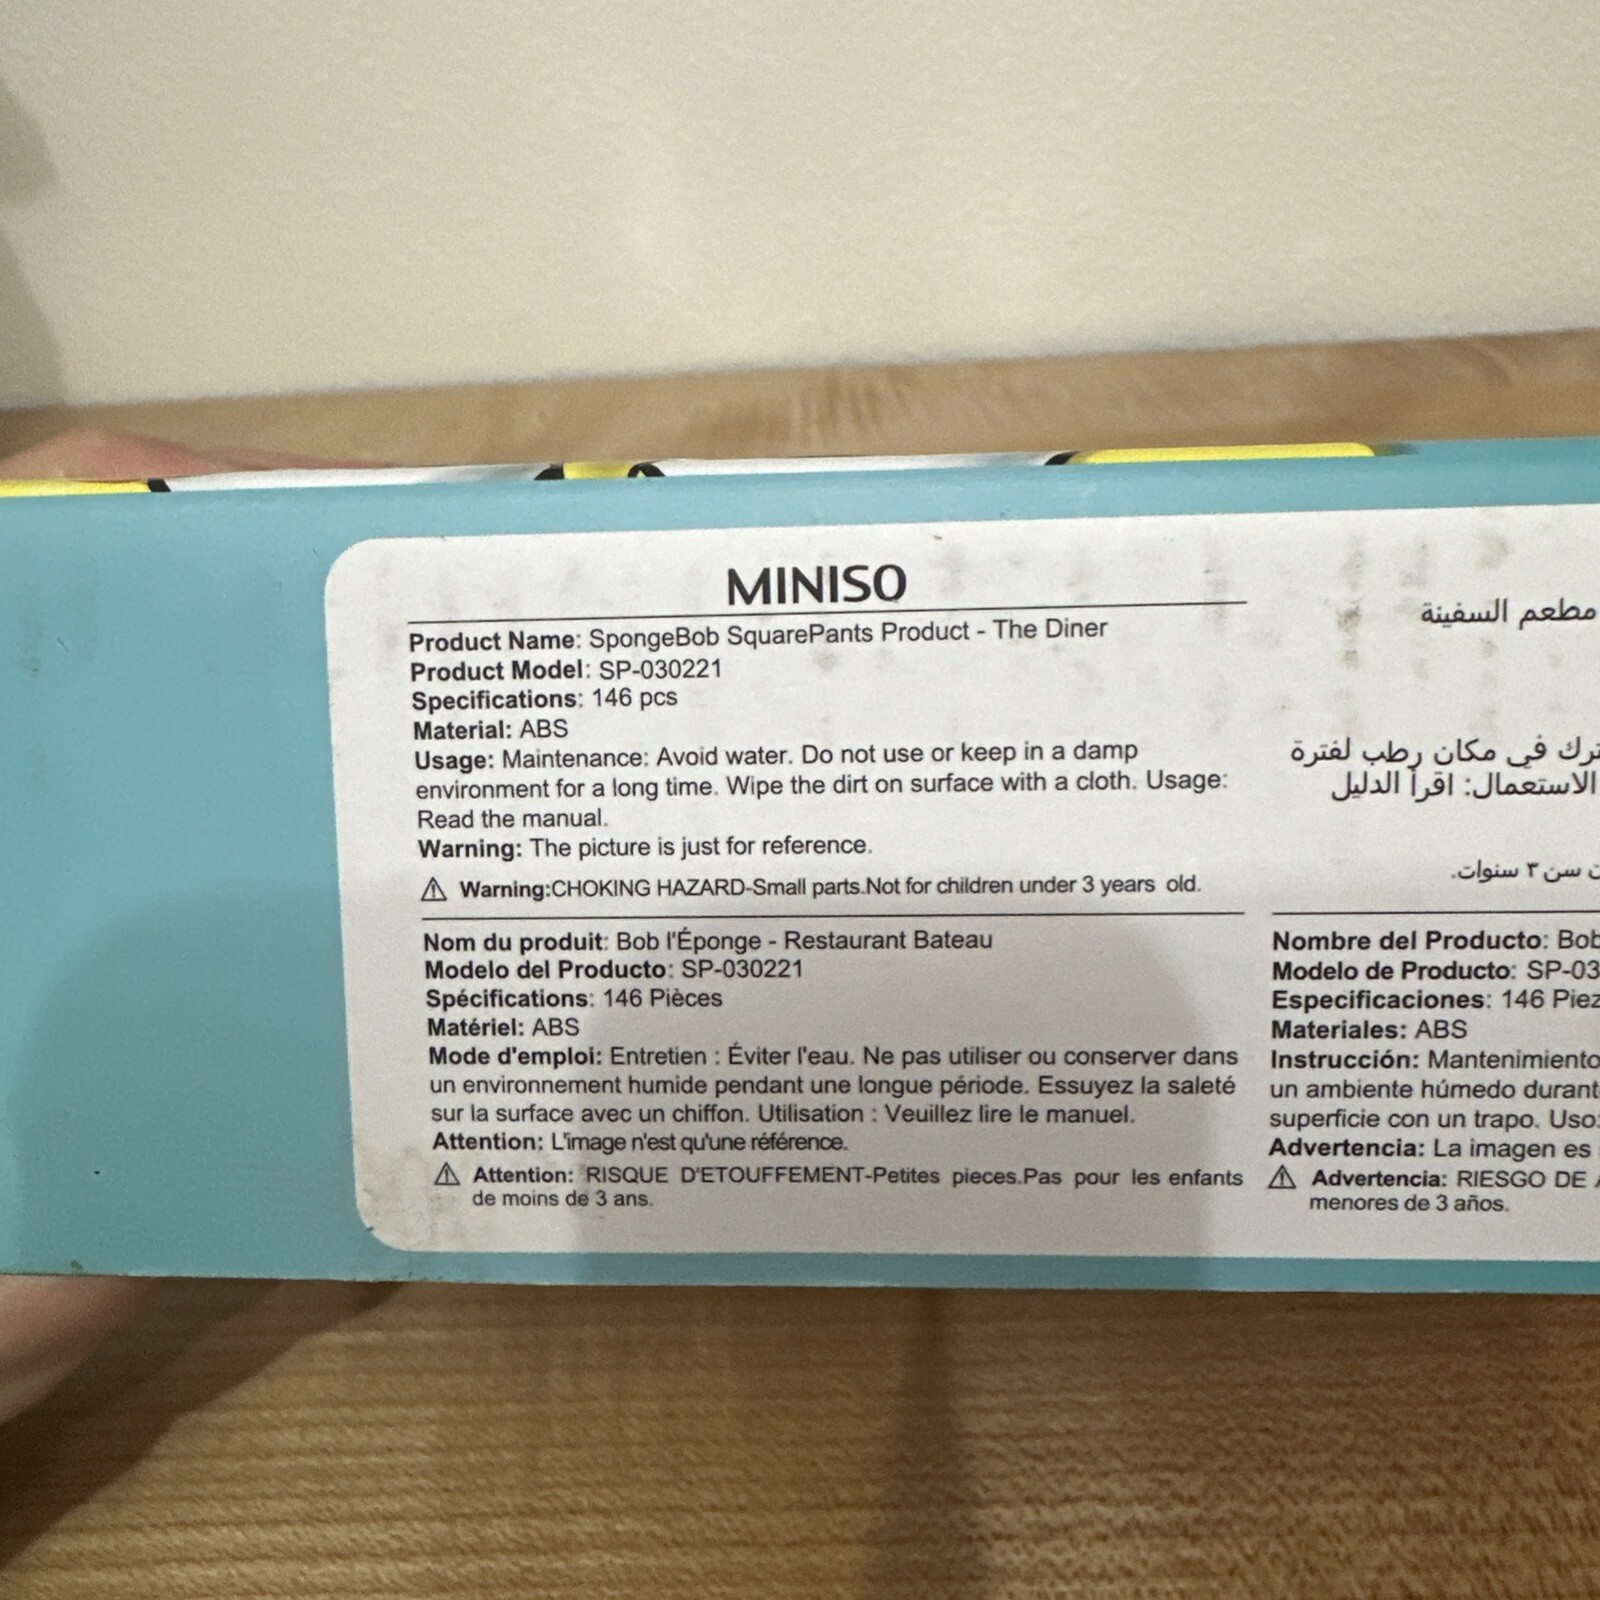 MINISO
Product Name: SpongeBob SquarePants Product - The Diner
Product Model: SP-030221
Specifications: 146 pcs
Material: ABS
Usage: Maintenance: Avoid water. Do not use or keep in a damp
environment for a long time. Wipe the dirt on surface with a cloth. Usage:
Read the manual.
Warning: The picture is just for reference.
⚠ Warning:CHOKING HAZARD-Small parts.Not for children under 3 years old.
مطعم السفينة
في مكان رطب لفترة
الاستعمال: اقرأ الدليل
سن ٣ سنوات.
Nom du produit: Bob l'Éponge - Restaurant Bateau
Modelo del Producto: SP-030221
Spécifications: 146 Pièces
Matériel: ABS
Mode d'emploi: Entretien : Éviter l'eau. Ne pas utiliser ou conserver dans
un environnement humide pendant une longue période. Essuyez la saleté
sur la surface avec un chiffon. Utilisation : Veuillez lire le manuel.
Attention: L'image n'est qu'une référence.
⚠ Attention: RISQUE D'ETOUFFEMENT-Petites pieces.Pas pour les enfants
de moins de 3 ans.
Nombre del Producto: Bob
Modelo de Producto: SP-03
Especificaciones: 146 Piez
Materiales: ABS
Instrucción: Mantenimiento
un ambiente húmedo durant
superficie con un trapo. Uso:
Advertencia: La imagen es
⚠ Advertencia: RIESGO DE
menores de 3 años.